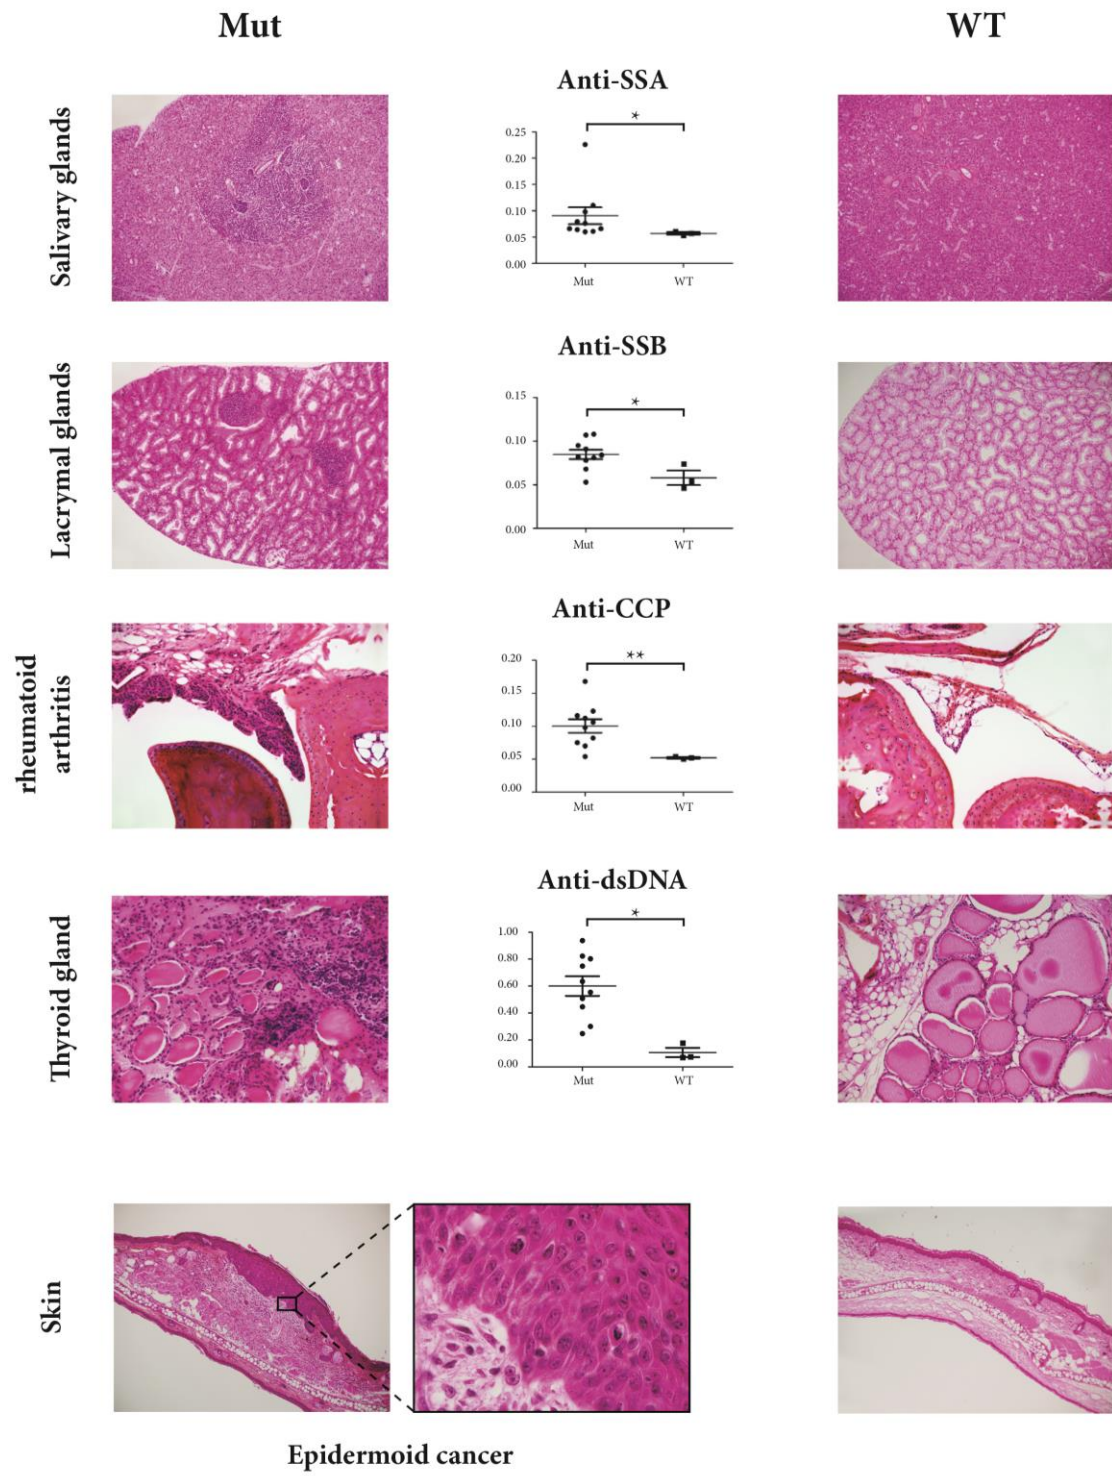 Mut
WT
Salivary glands
Anti-SSA
*
0.25
0.20
0.15
0.10
0.05
0.00
Mut
WT
Lacrymal glands
Anti-SSB
*
0.15
0.10
0.05
0.00
Mut
WT
rheumatoid
arthritis
Anti-CCP
**
0.20
0.15
0.10
0.05
0.00
Mut
WT
Thyroid gland
Anti-dsDNA
*
1.00
0.80
0.60
0.40
0.20
0.00
Mut
WT
Skin
Epidermoid cancer